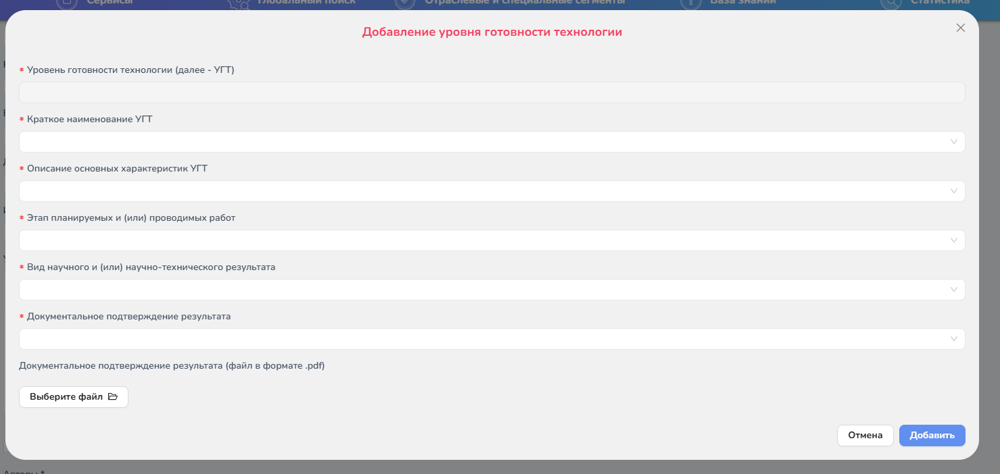 Сервисы
Глобальный поиск
Отраслевые и специальные сегменты
База знаний
Статистика
Добавление уровня готовности технологии
* Уровень готовности технологии (далее - УГТ)
* Краткое наименование УГТ
* Описание основных характеристик УГТ
* Этап планируемых и (или) проводимых работ
* Вид научного и (или) научно-технического результата
* Документальное подтверждение результата
Документальное подтверждение результата (файл в формате .pdf)
Выберите файл
Отмена
Добавить
Авторы *